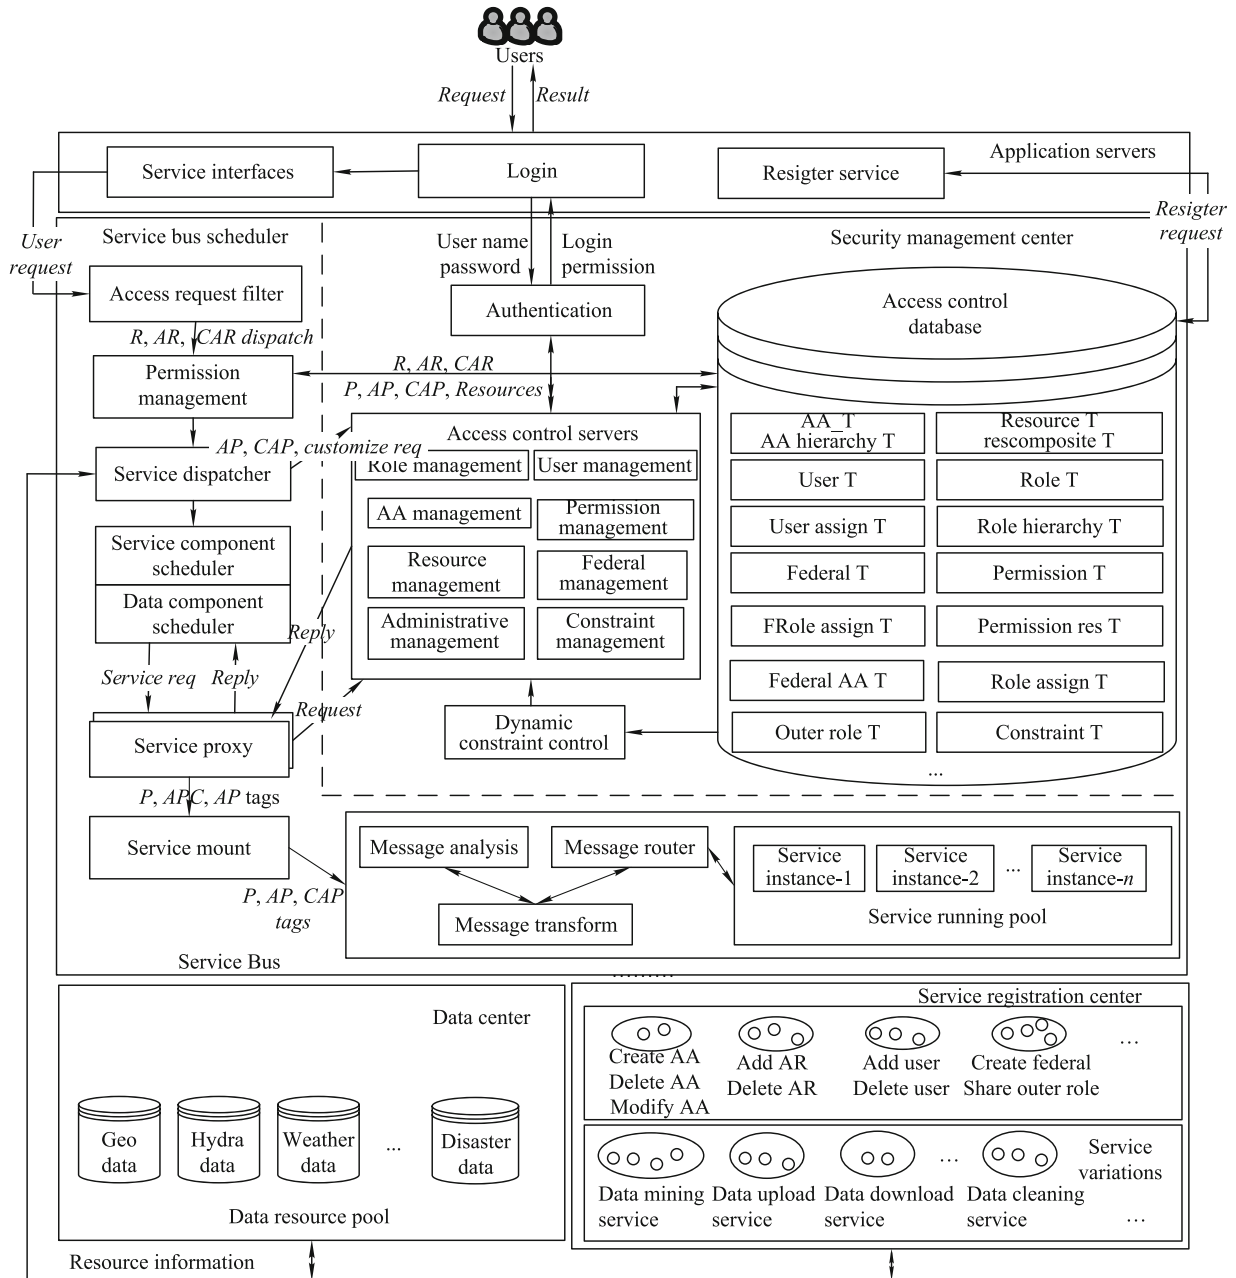 Users
Request
Result
Service interfaces
Login
Resigter service
Application servers
User
request
Resigter
request
Service bus scheduler
User name
password
Login
permission
Security management center
Access request filter
Authentication
Access control
database
R, AR, CAR dispatch
Permission
management
R, AR, CAR
P, AP, CAP, Resources
AP, CAP, customize req
Service dispatcher
Access control servers
Role management
User management
AA management
Permission
management
Resource
management
Federal
management
Administrative
management
Constraint
management
AA_T
AA hierarchy T
Resource T
rescomposite T
User T
Role T
User assign T
Role hierarchy T
Federal T
Permission T
FRole assign T
Permission res T
Federal AA T
Role assign T
Outer role T
Constraint T
...
Service component
scheduler
Data component
scheduler
Reply
Service req
Reply
Request
Dynamic
constraint control
Service proxy
P, APC, AP tags
Service mount
P, AP, CAP
tags
Message analysis
Message router
Message transform
Service
instance-1
Service
instance-2
...
Service
instance-n
Service running pool
Service Bus
.........
Data center
Geo
data
Hydra
data
Weather
data
...
Disaster
data
Data resource pool
Resource information
Service registration center
Create AA
Delete AA
Modify AA
Add AR
Delete AR
Add user
Delete user
Create federal
Share outer role
...
Data mining
service
Data upload
service
Data download
service
...
Data cleaning
service
Service
variations
...